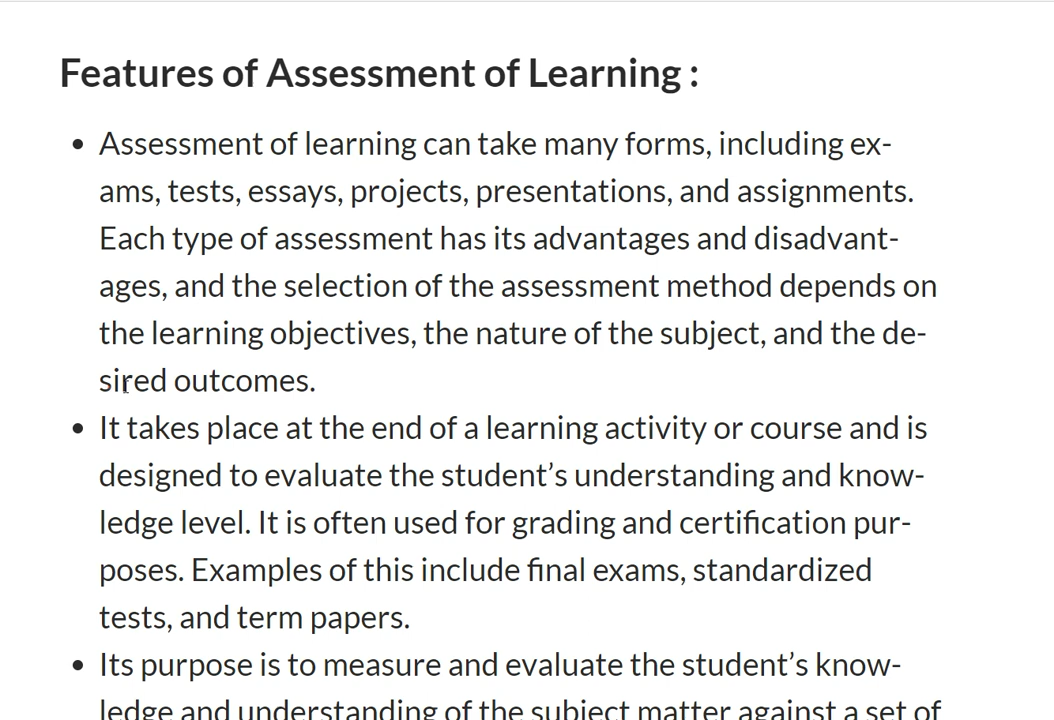 Features of Assessment of Learning :
Assessment of learning can take many forms, including ex-
ams, tests, essays, projects, presentations, and assignments.
Each type of assessment has its advantages and disadvant-
ages, and the selection of the assessment method depends on
the learning objectives, the nature of the subject, and the de-
sired outcomes.
It takes place at the end of a learning activity or course and is
designed to evaluate the student’s understanding and know-
ledge level. It is often used for grading and certification pur-
poses. Examples of this include final exams, standardized
tests, and term papers.
Its purpose is to measure and evaluate the student’s know-
ledge and understanding of the subject matter against a set of